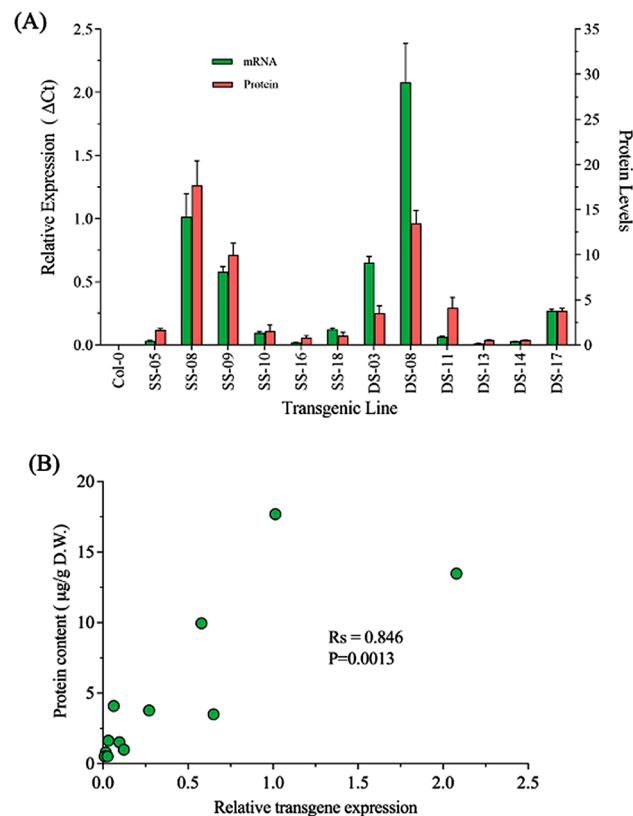 (A)
2.5
2.0
1.5
1.0
0.5
0.0
Relative Expression ( ΔCt)
mRNA
Protein
35
30
25
20
15
10
5
0
Protein Levels
Col-0
SS-05
SS-08
SS-09
SS-10
SS-16
SS-18
DS-03
DS-08
DS-11
DS-13
DS-14
DS-17
Transgenic Line
(B)
20
15
10
5
0
Protein content ( µg/g D.W.)
Rs = 0.846
P=0.0013
0.0
0.5
1.0
1.5
2.0
2.5
Relative transgene expression